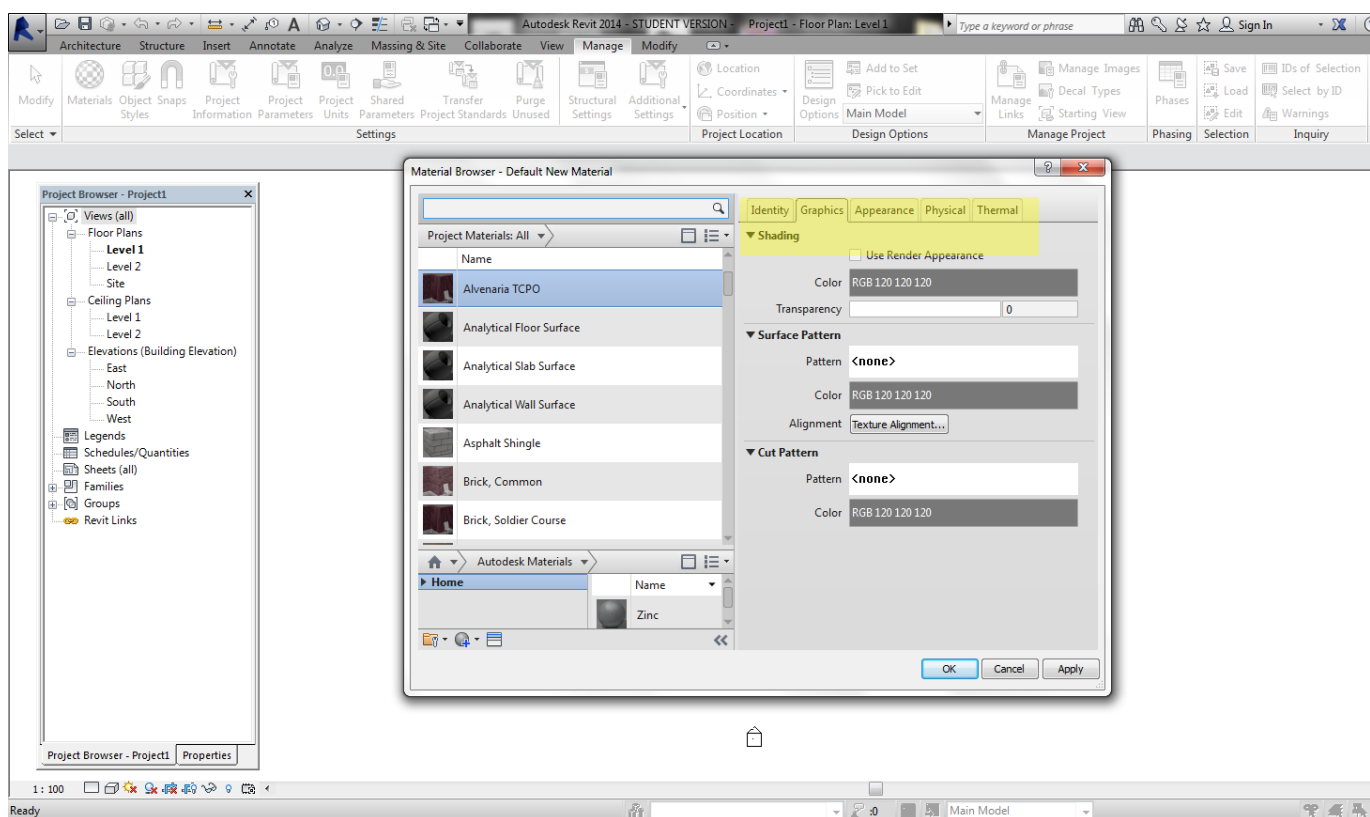 Autodesk Revit 2014 - STUDENT VERSION - Project1 - Floor Plan: Level 1
Type a keyword or phrase
Sign In
Architecture Structure Insert Annotate Analyze Massing & Site Collaborate View Manage Modify
Modify
Materials
Object Styles
Snaps
Project Information
Project Parameters
Project Units
Shared Parameters
Transfer Project Standards
Purge Unused
Structural Settings
Additional Settings
Location
Coordinates
Position
Design Options
Add to Set
Pick to Edit
Main Model
Manage Links
Manage Images
Decal Types
Starting View
Phases
Save
Load
Edit
IDs of Selection
Select by ID
Warnings
Select Settings Project Location Design Options Manage Project Phasing Selection Inquiry
Project Browser - Project1
Views (all)
Floor Plans
Level 1
Level 2
Site
Ceiling Plans
Level 1
Level 2
Elevations (Building Elevation)
East
North
South
West
Legends
Schedules/Quantities
Sheets (all)
Families
Groups
Revit Links
Project Browser - Project1 Properties
Material Browser - Default New Material
Project Materials: All
Name
Alvenaria TCPO
Analytical Floor Surface
Analytical Slab Surface
Analytical Wall Surface
Asphalt Shingle
Brick, Common
Brick, Soldier Course
Autodesk Materials
Home
Name
Zinc
Identity Graphics Appearance Physical Thermal
Shading
Use Render Appearance
Color RGB 120 120 120
Transparency 0
Surface Pattern
Pattern <none>
Color RGB 120 120 120
Alignment Texture Alignment...
Cut Pattern
Pattern <none>
Color RGB 120 120 120
OK Cancel Apply
1 : 100
Ready
:0
Main Model